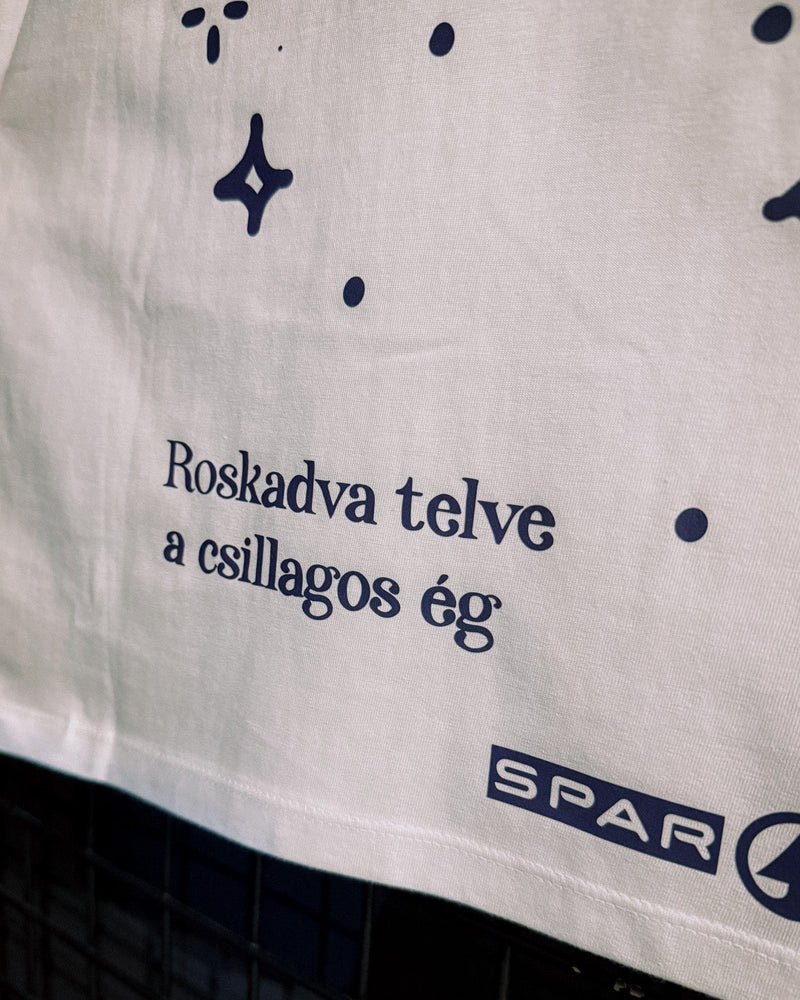 Roskadva telve
a csillagos ég
SPAR